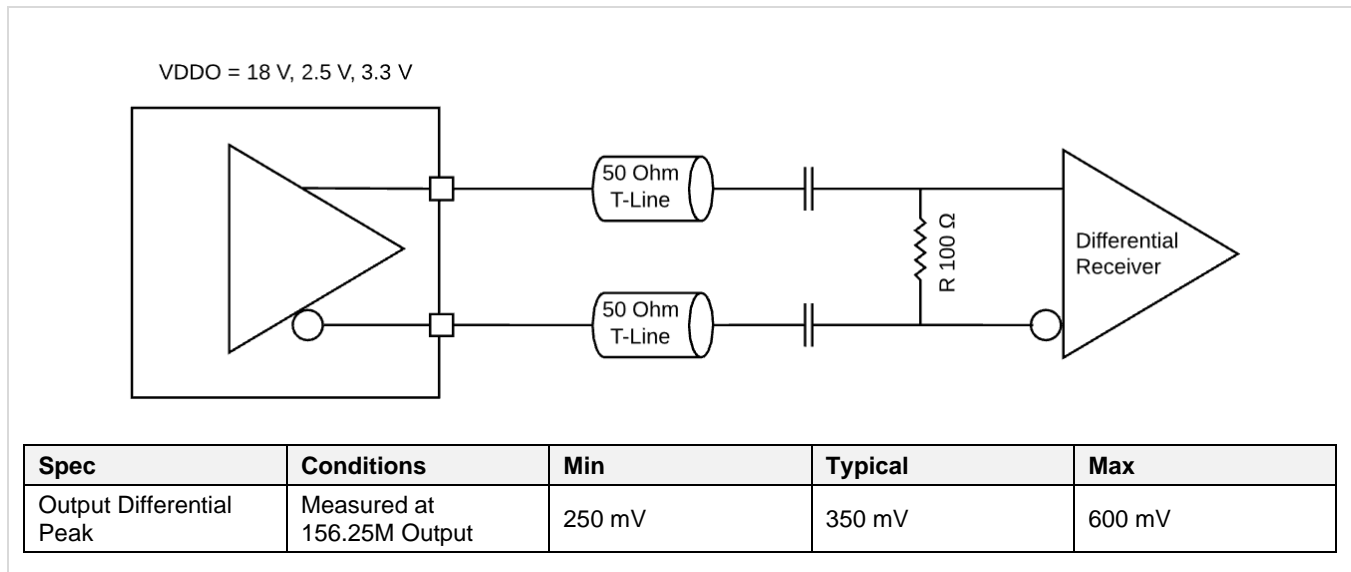 VDDO = 18 V, 2.5 V, 3.3 V
50 Ohm
T-Line
R 100 Ω
Differential
Receiver
50 Ohm
T-Line
Spec Conditions Min Typical Max
Output Differential Peak Measured at 156.25M Output 250 mV 350 mV 600 mV